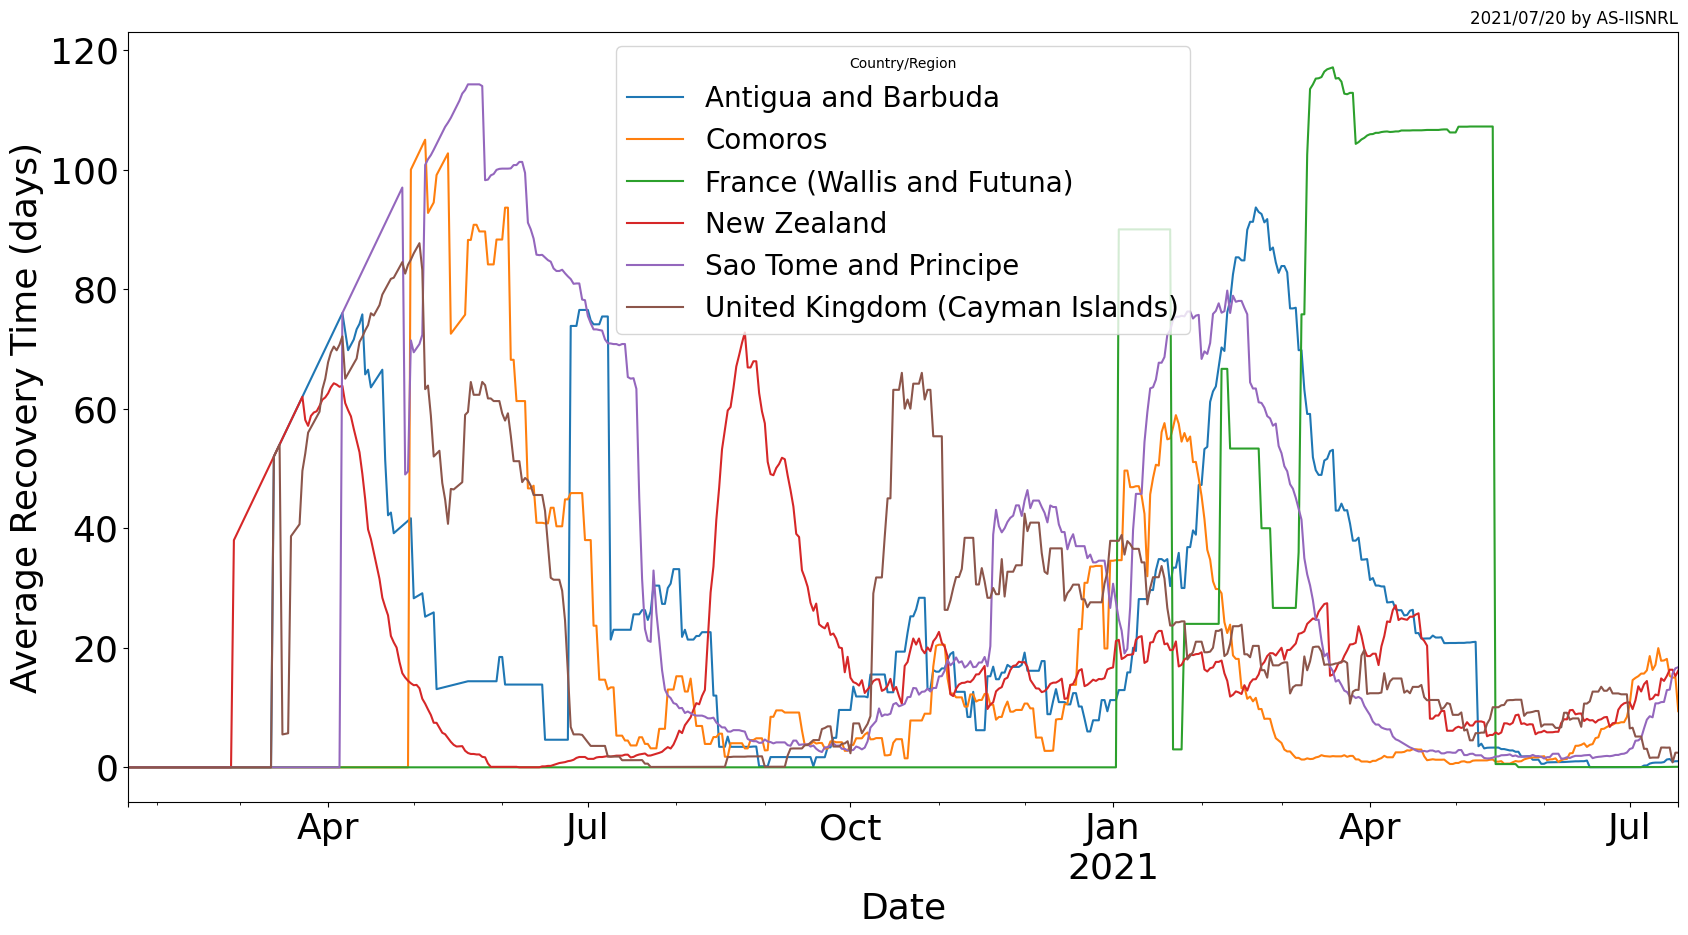 2021/07/20 by AS-IISNRL
Average Recovery Time (days)
120
100
80
60
40
20
0
Country/Region
Antigua and Barbuda
Comoros
France (Wallis and Futuna)
New Zealand
Sao Tome and Principe
United Kingdom (Cayman Islands)
Apr Jul Oct Jan Apr Jul
2021
Date